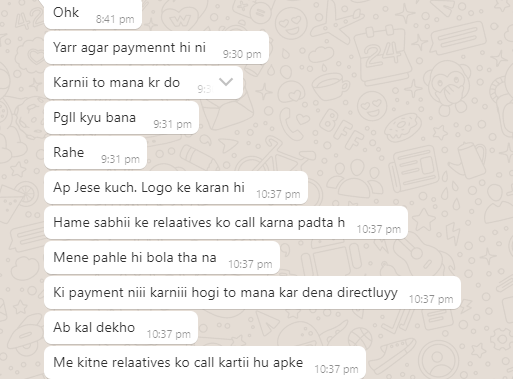 Ohk
8:41 pm
Yarr agar paymennt hi ni
9:30 pm
Karnii to mana kr do
Pgll kyu bana
9:31 pm
Rahe
9:31 pm
Ap Jese kuch. Logo ke karan hi
10:37 pm
Hame sabhii ke relaatives ko call karna padta h
10:37 pm
Mene pahle hi bola tha na
10:37 pm
Ki payment niii karniii hogi to mana kar dena directluyy
10:37 pm
Ab kal dekho
10:37 pm
Me kitne relaatives ko call kartii hu apke
10:37 pm